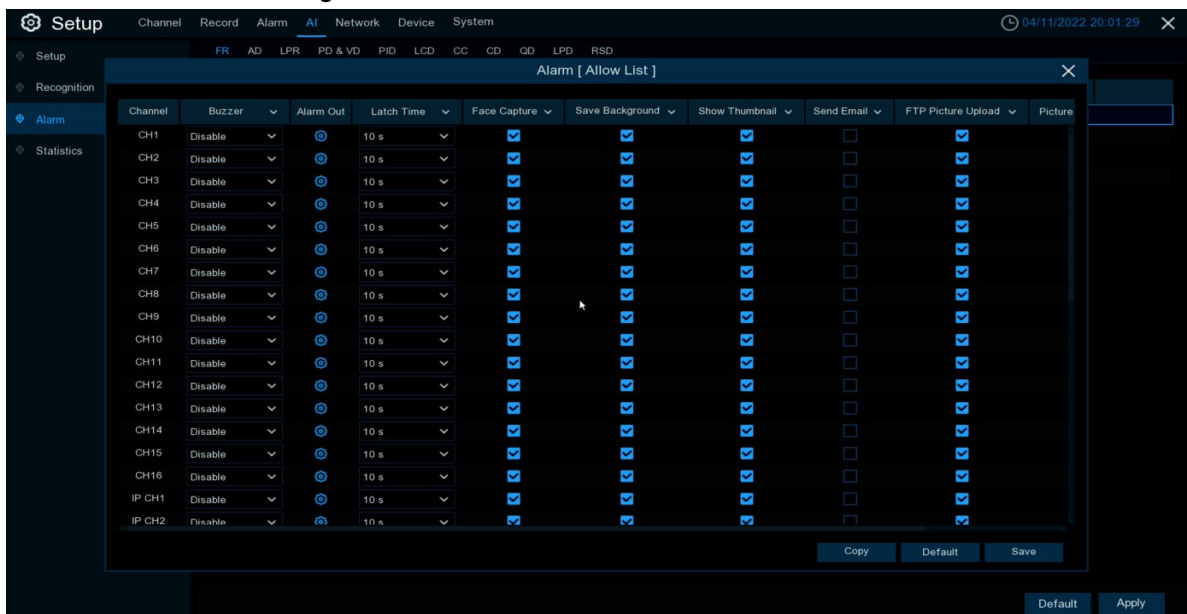 Setup Channel Record Alarm AI Network Device System 04/11/2022 20:01:29
FR AD LPR PD & VD PID LCD CC CD QD LPD RSD
Setup
Recognition
Alarm
Statistics
Alarm [ Allow List ]
Channel Buzzer Alarm Out Latch Time Face Capture Save Background Show Thumbnail Send Email FTP Picture Upload Picture
CH1 Disable 10 s
CH2 Disable 10 s
CH3 Disable 10 s
CH4 Disable 10 s
CH5 Disable 10 s
CH6 Disable 10 s
CH7 Disable 10 s
CH8 Disable 10 s
CH9 Disable 10 s
CH10 Disable 10 s
CH11 Disable 10 s
CH12 Disable 10 s
CH13 Disable 10 s
CH14 Disable 10 s
CH15 Disable 10 s
CH16 Disable 10 s
IP CH1 Disable 10 s
IP CH2 Disable 10 s
Copy Default Save
Default Apply